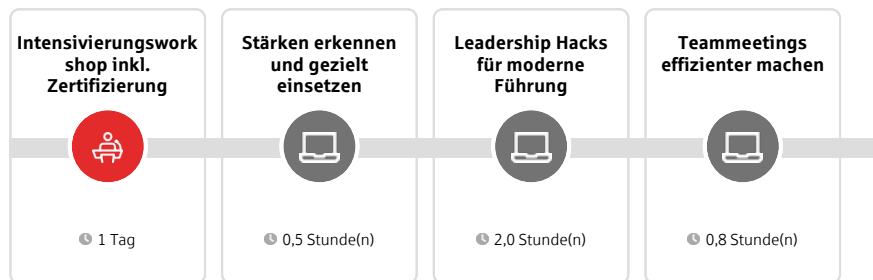 Intensivierungswork
shop inkl.
Zertifizierung
1 Tag
Stärken erkennen
und gezielt
einsetzen
0,5 Stunde(n)
Leadership Hacks
für moderne
Führung
2,0 Stunde(n)
Teammeetings
effizienter machen
0,8 Stunde(n)